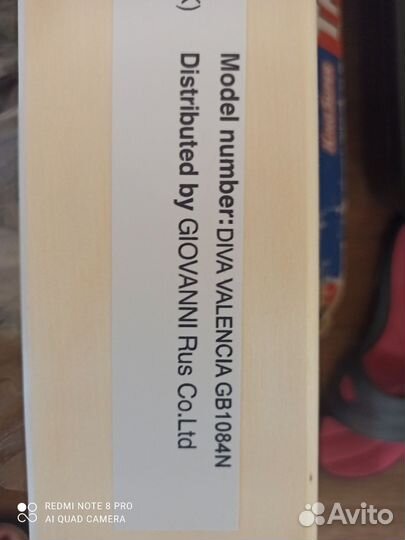 K)
Model number:DIVA VALENCIA GB1084N
Distributed by GIOVANNI Rus Co.Ltd
REDMI NOTE 8 PRO
AI QUAD CAMERA
Avito